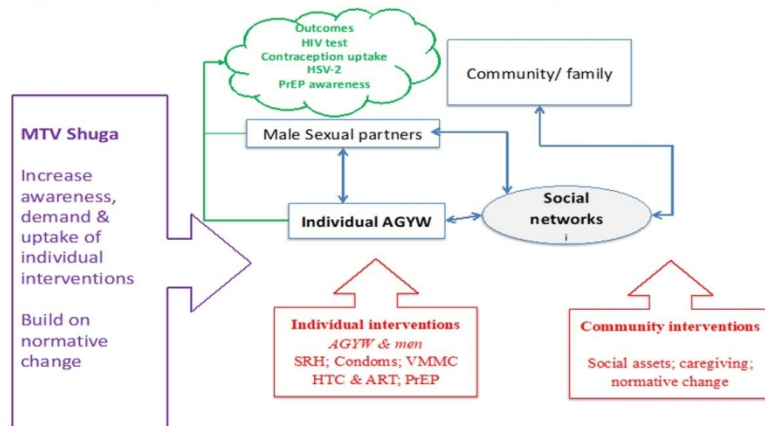 Outcomes
HIV test
Contraception uptake
HSV-2
PrEP awareness
Community/ family
MTV Shuga
Increase
awareness,
demand &
uptake of
individual
interventions
Build on
normative
change
Male Sexual partners
Individual AGYW
Social
networks
i
Individual interventions
AGYW & men
SRH; Condoms; VMMC
HTC & ART; PrEP
Community interventions
Social assets; caregiving;
normative change